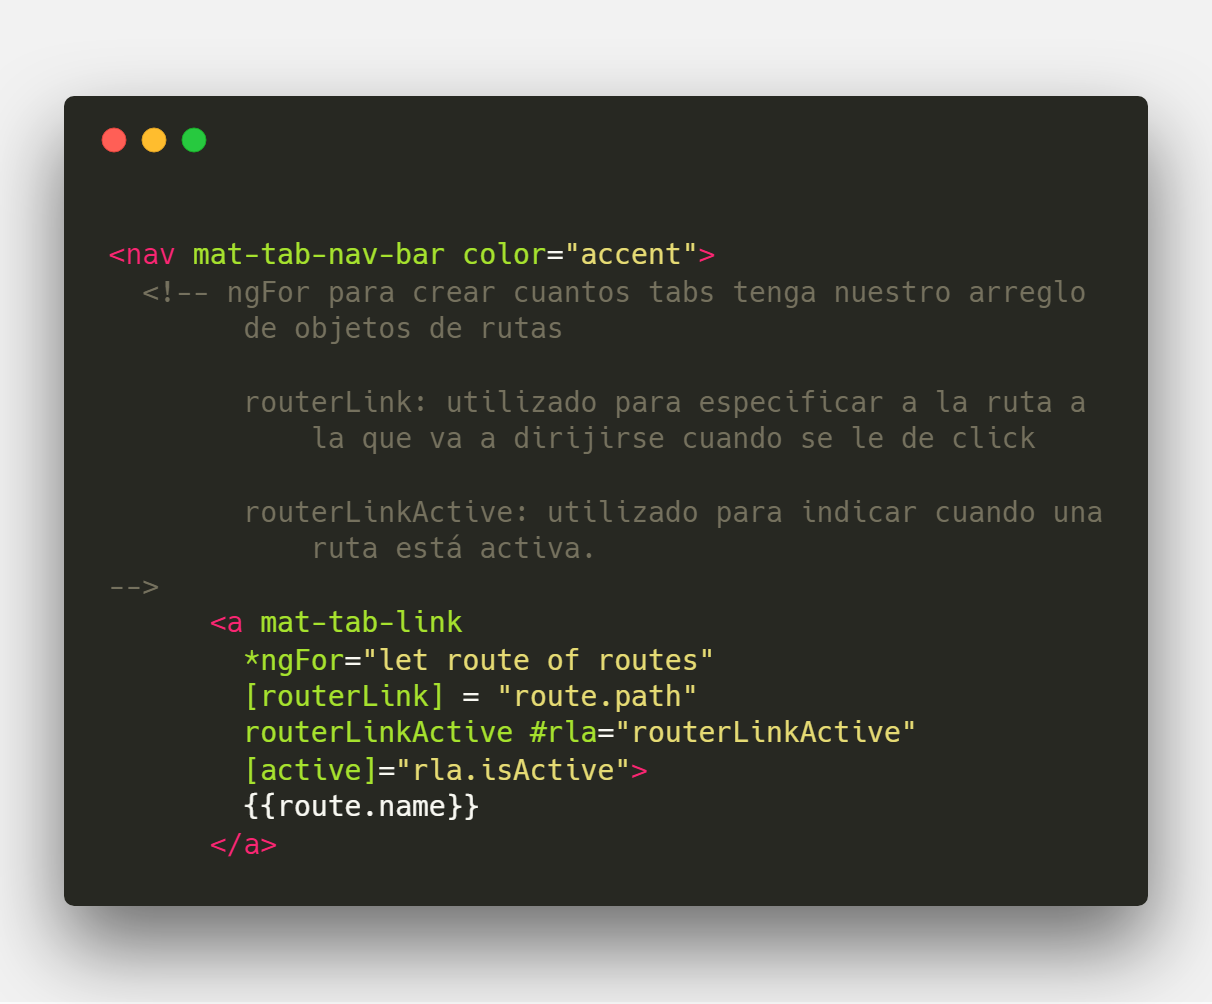 <nav mat-tab-nav-bar color="accent">
<!-- ngFor para crear cuantos tabs tenga nuestro arreglo
de objetos de rutas
routerLink: utilizado para especificar a la ruta a
la que va a dirijirse cuando se le de click
routerLinkActive: utilizado para indicar cuando una
ruta está activa.
-->
<a mat-tab-link
*ngFor="let route of routes"
[routerLink] = "route.path"
routerLinkActive #rla="routerLinkActive"
[active]="rla.isActive">
{{route.name}}
</a>